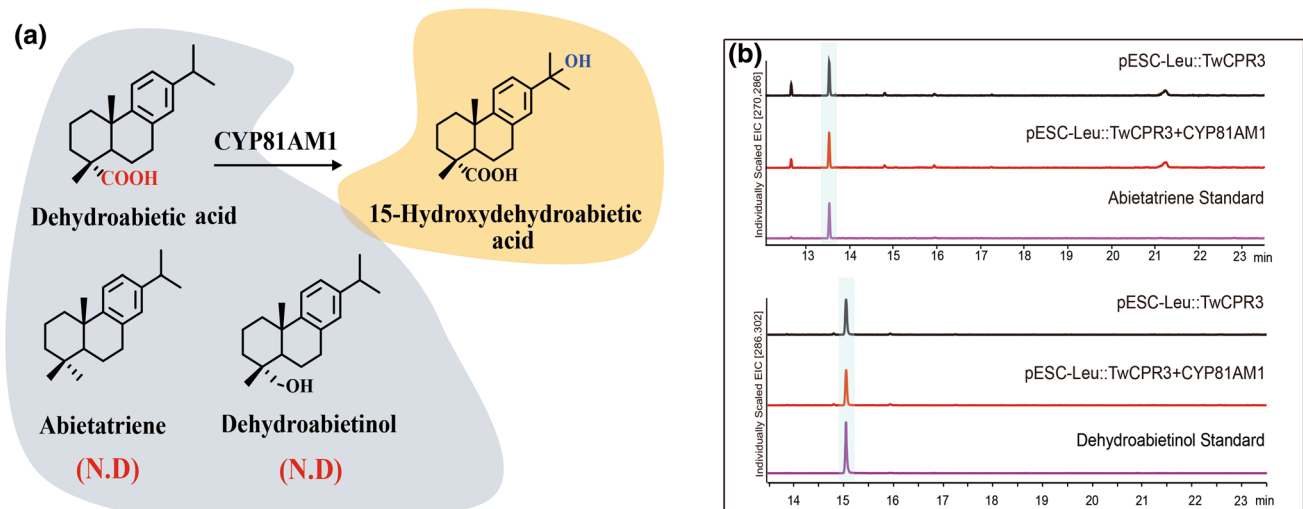 (a)
OH
CYP81AM1
COOH
COOH
Dehydroabietic acid
15-Hydroxydehydroabietic
acid
OH
Abietatriene
Dehydroabietinol
(N.D)
(N.D)
(b)
Individually Scaled EIC [270,286]
pESC-Leu::TwCPR3
pESC-Leu::TwCPR3+CYP81AM1
Abietatriene Standard
13 14 15 16 17 18 19 20 21 22 23 min
Individually Scaled EIC [286.302]
pESC-Leu::TwCPR3
pESC-Leu::TwCPR3+CYP81AM1
Dehydroabietinol Standard
14 15 16 17 18 19 20 21 22 23 min